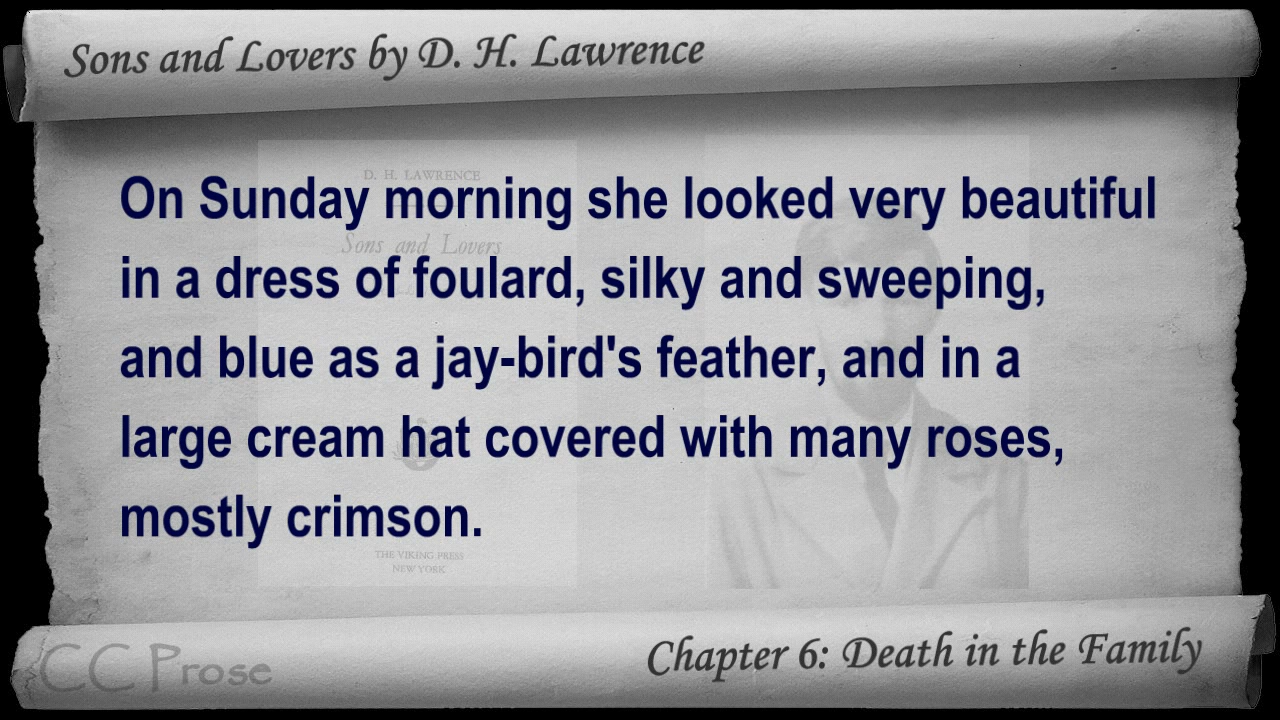 Sons and Lovers by D. H. Lawrence
D. H. LAWRENCE
Sons and Lovers
On Sunday morning she looked very beautiful
in a dress of foulard, silky and sweeping,
and blue as a jay-bird's feather, and in a
large cream hat covered with many roses,
mostly crimson.
THE VIKING PRESS
NEW YORK
CC Prose
Chapter 6: Death in the Family